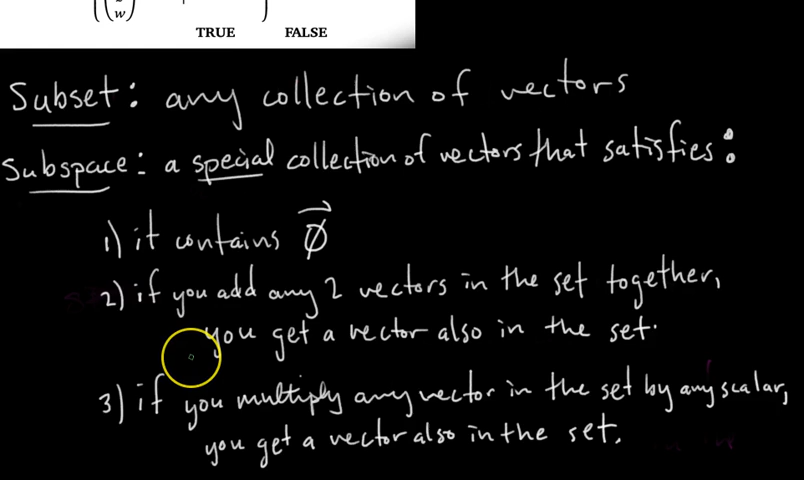 w
TRUE FALSE
Subset: any collection of vectors
Subspace: a special collection of vectors that satisfies:
1) it contains 0⃗
2) if you add any 2 vectors in the set together,
you get a vector also in the set.
3) if you multiply any vector in the set by any scalar,
you get a vector also in the set.